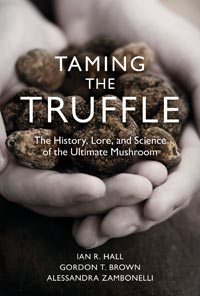 TAMING
THE
TRUFFLE
The History, Lore, and Science
of the Ultimate Mushroom
IAN R. HALL
GORDON T. BROWN
ALESSANDRA ZAMBONELLI